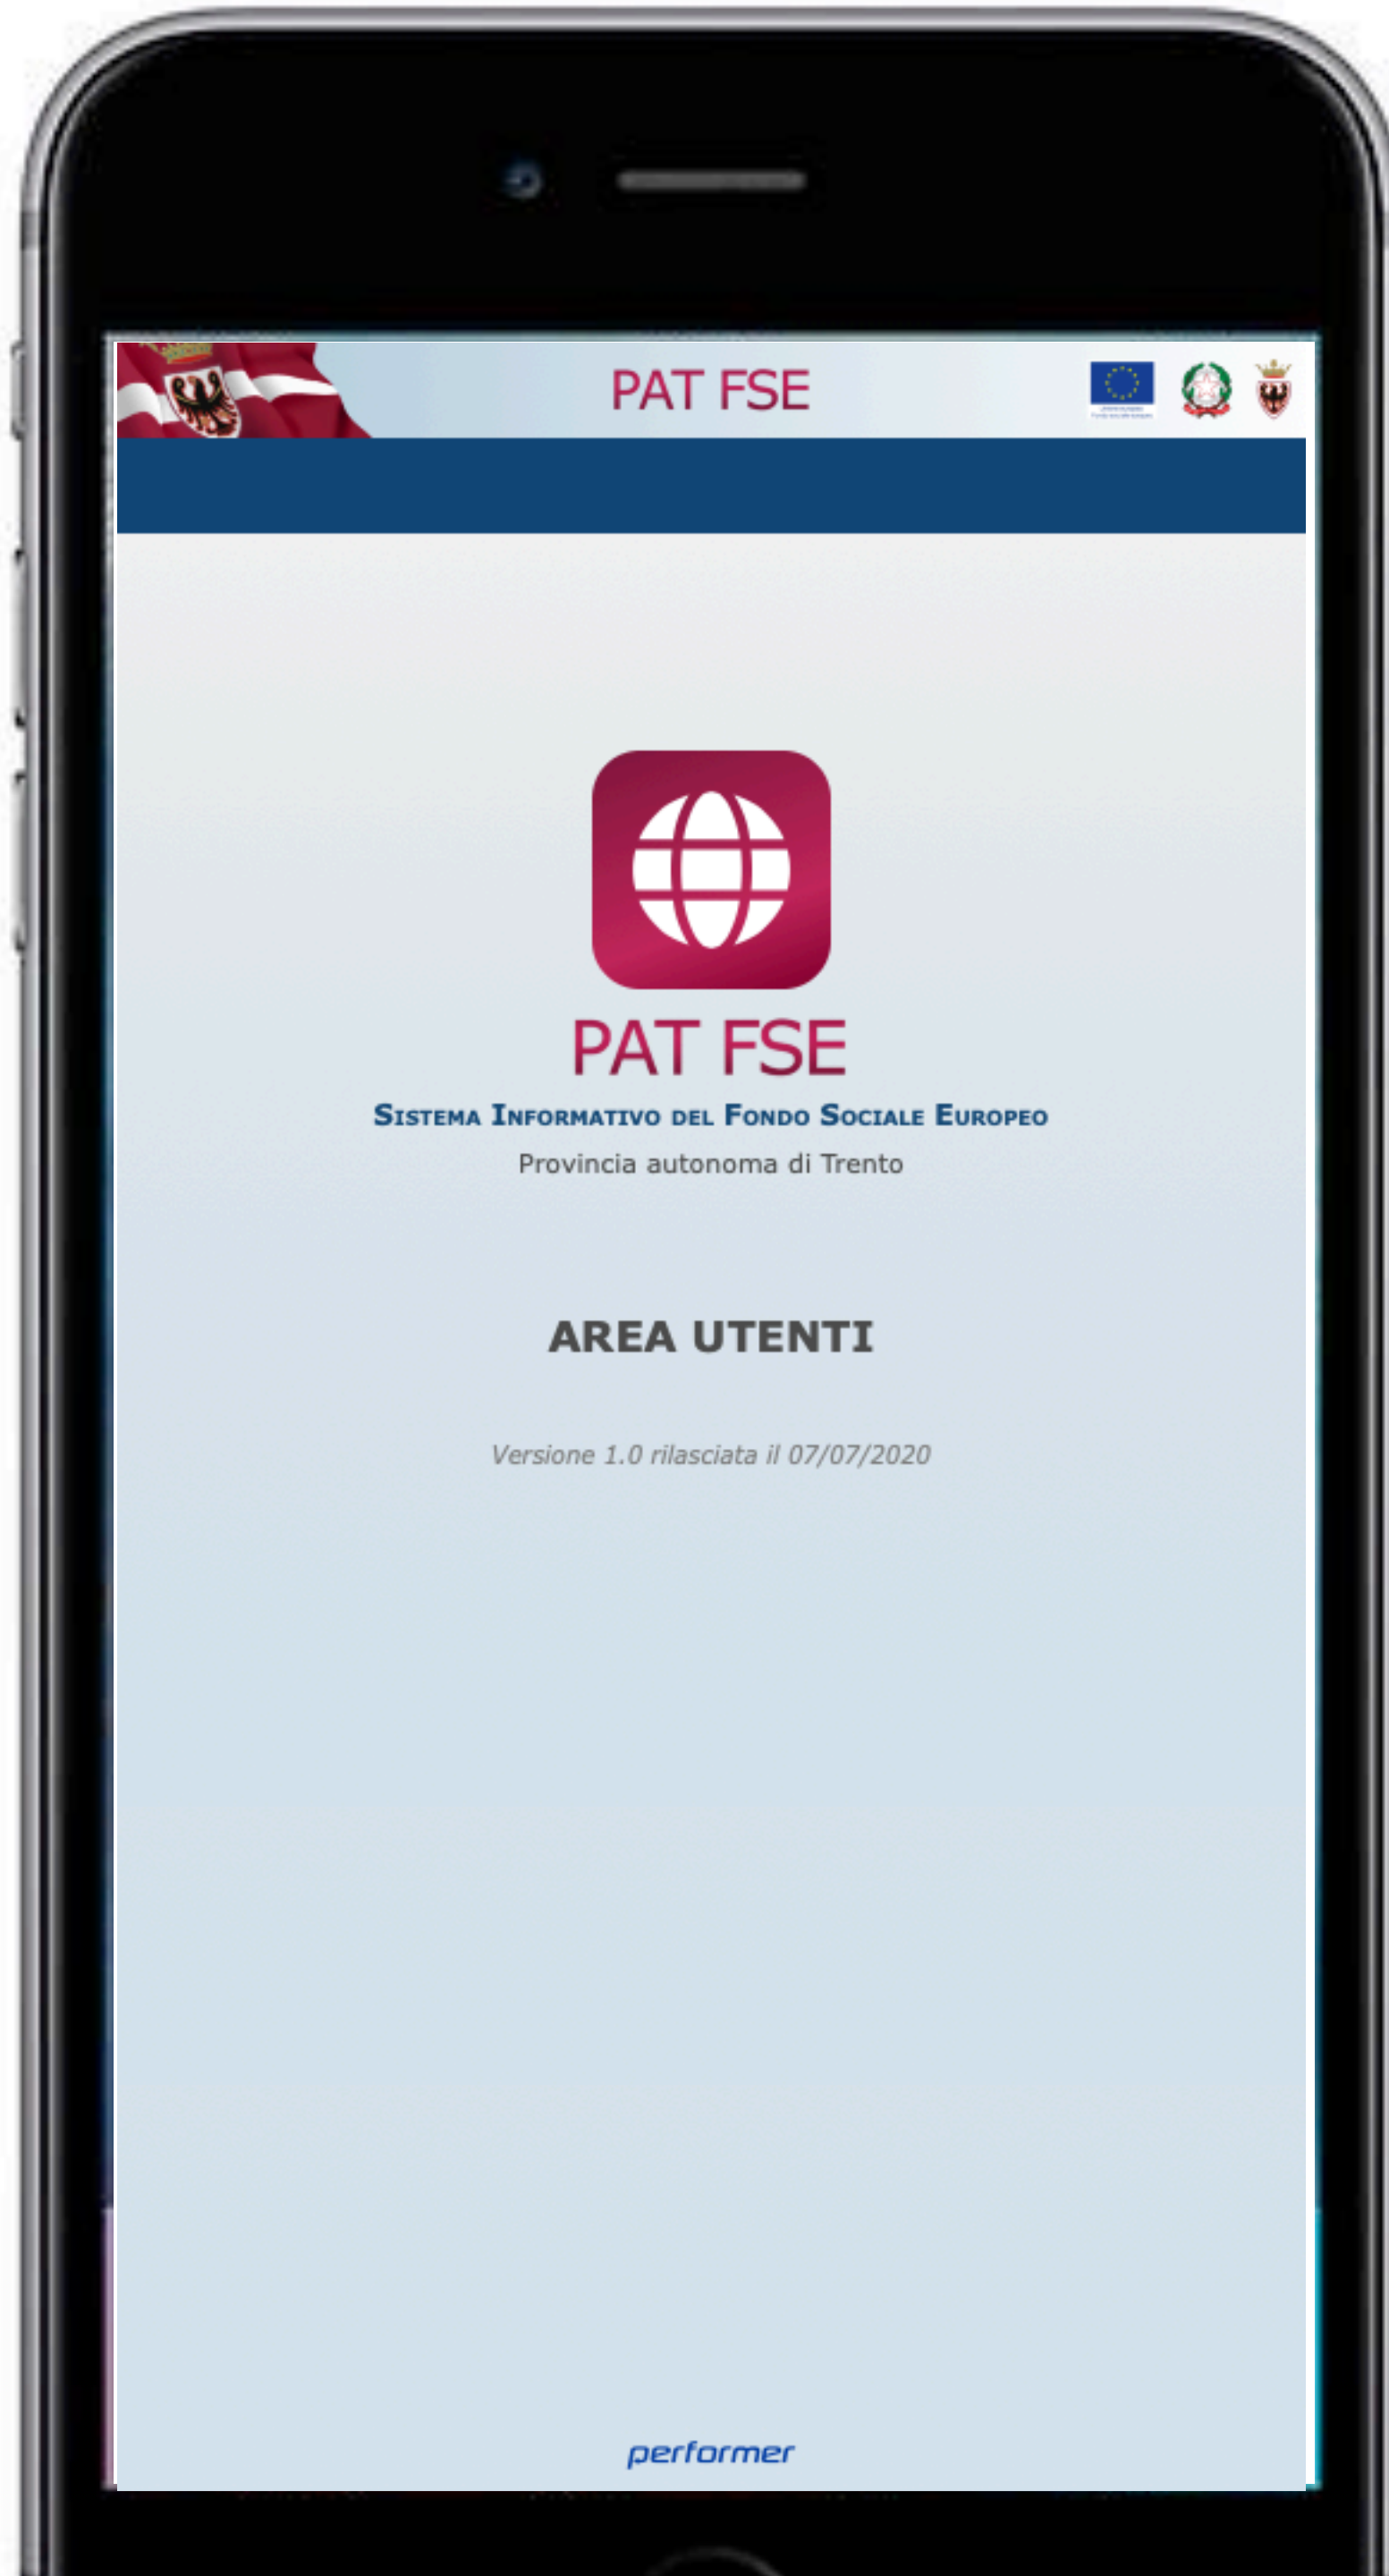 PAT FSE
PAT FSE
Sistema Informativo del Fondo Sociale Europeo
Provincia autonoma di Trento
AREA UTENTI
Versione 1.0 rilasciata il 07/07/2020
performer